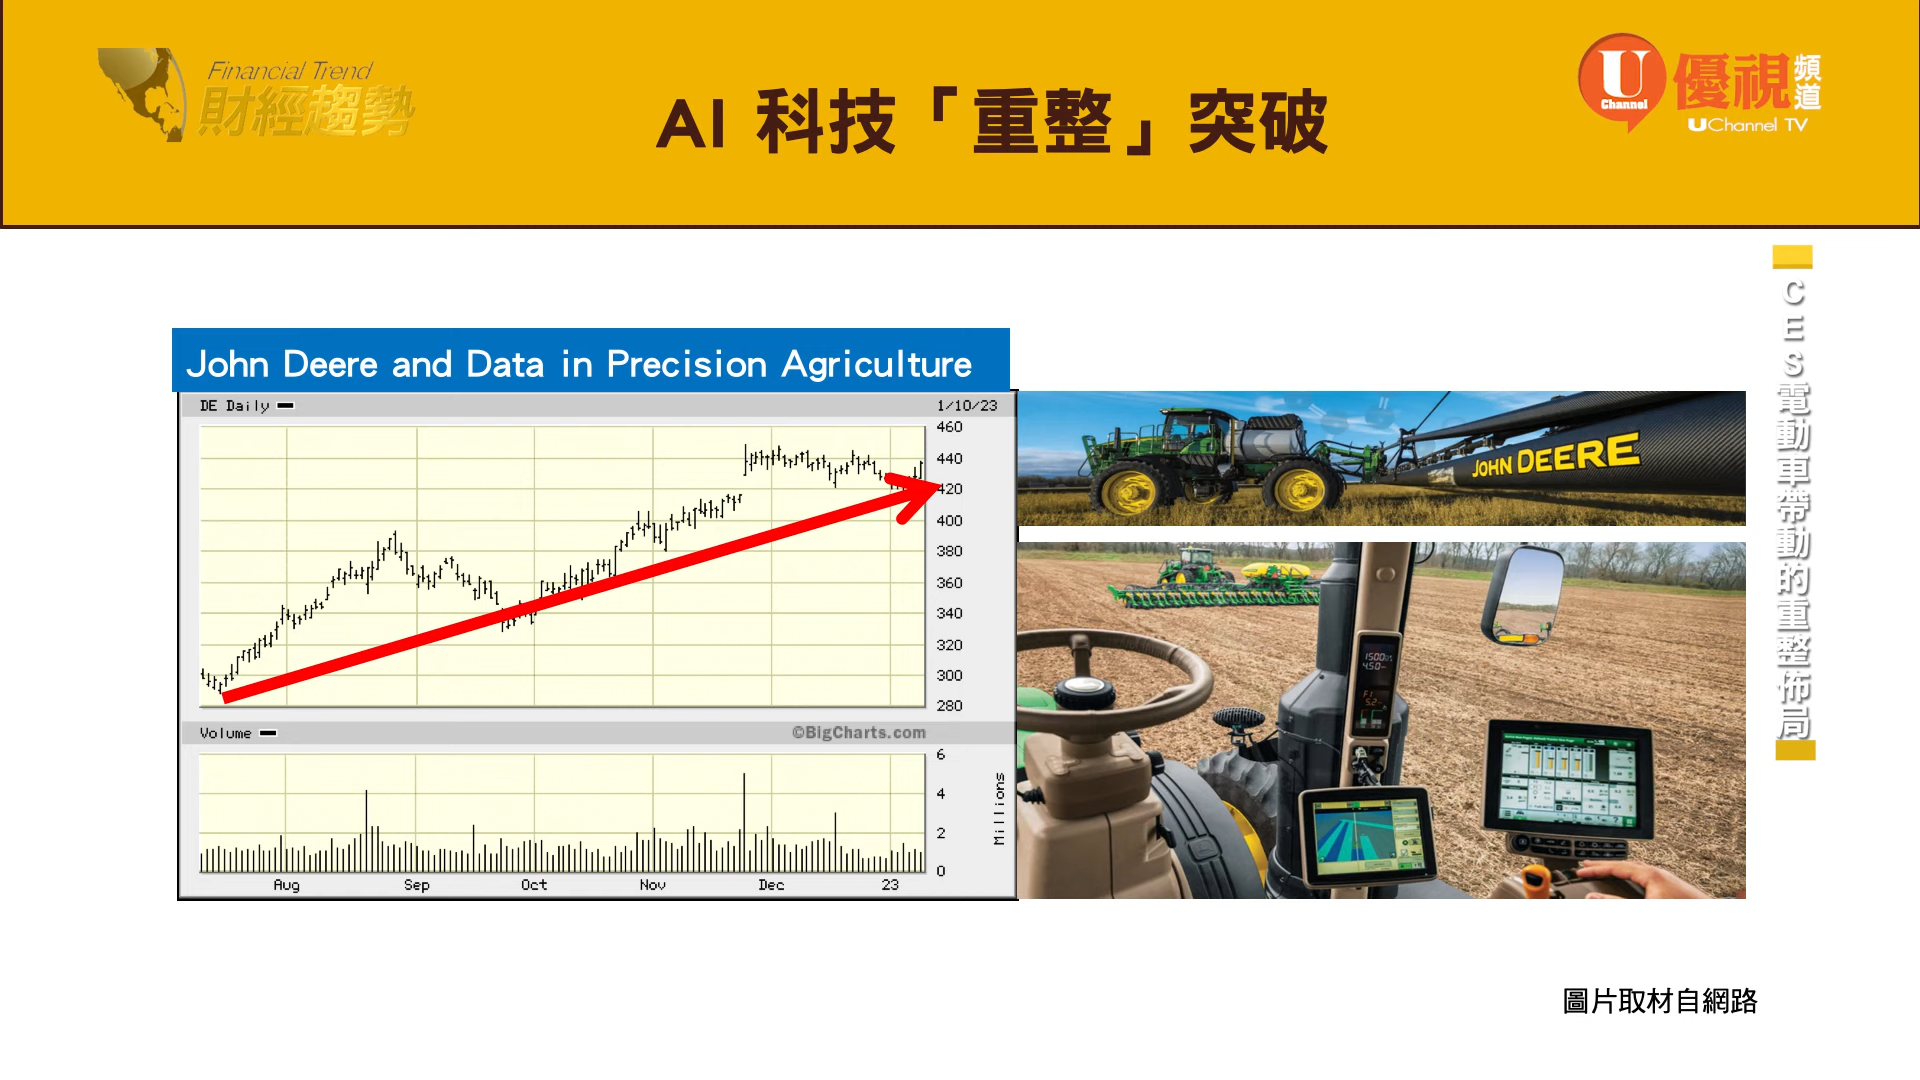 Financial Trend
財經趨勢
AI 科技「重整」突破
U
Channel
優視頻道
UChannel TV
CES電動車帶動的重整佈局
John Deere and Data in Precision Agriculture
DE Daily
1/10/23
460
440
420
400
380
360
340
320
300
280
Volume
©BigCharts.com
6
4
2
0
Millions
Aug Sep Oct Nov Dec 23
JOHN DEERE
圖片取材自網路